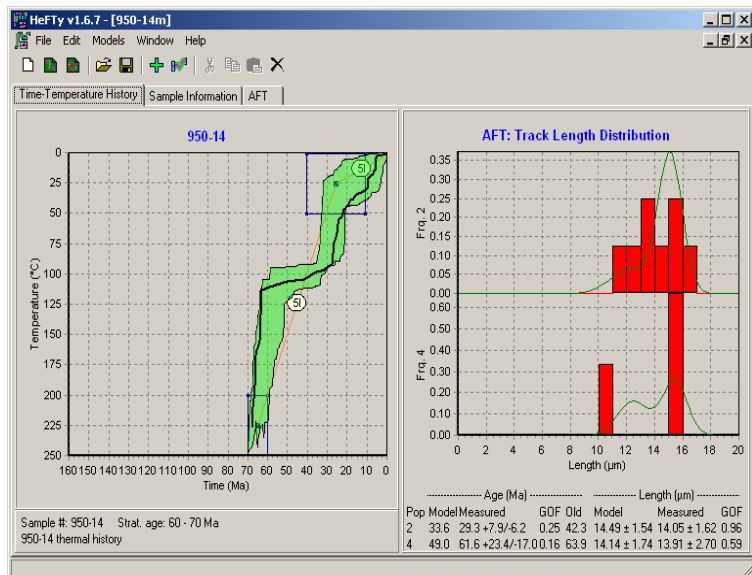 HeFTy v1.6.7 - [950-14m]
File Edit Models Window Help
Time-Temperature History Sample Information AFT
950-14
0
25
50
75
100
125
150
175
200
225
250
Temperature (°C)
5l
5l
160 150 140 130 120 110 100 90 80 70 60 50 40 30 20 10 0
Time (Ma)
Sample #: 950-14 Strat. age: 60 - 70 Ma
950-14 thermal history
AFT: Track Length Distribution
0.35
0.30
0.25
0.20
0.15
0.10
0.05
0.00
Frq. 2
0.60
0.50
0.40
0.30
0.20
0.10
0.00
Frq. 4
0 2 4 6 8 10 12 14 16 18 20
Length (µm)
Age (Ma) Length (µm)
Pop Model Measured GOF Old Model Measured GOF
2 33.6 29.3 +7.9/-6.2 0.25 42.3 14.49 ± 1.54 14.05 ± 1.62 0.96
4 49.0 61.6 +23.4/-17.0 0.16 63.9 14.14 ± 1.74 13.91 ± 2.70 0.59